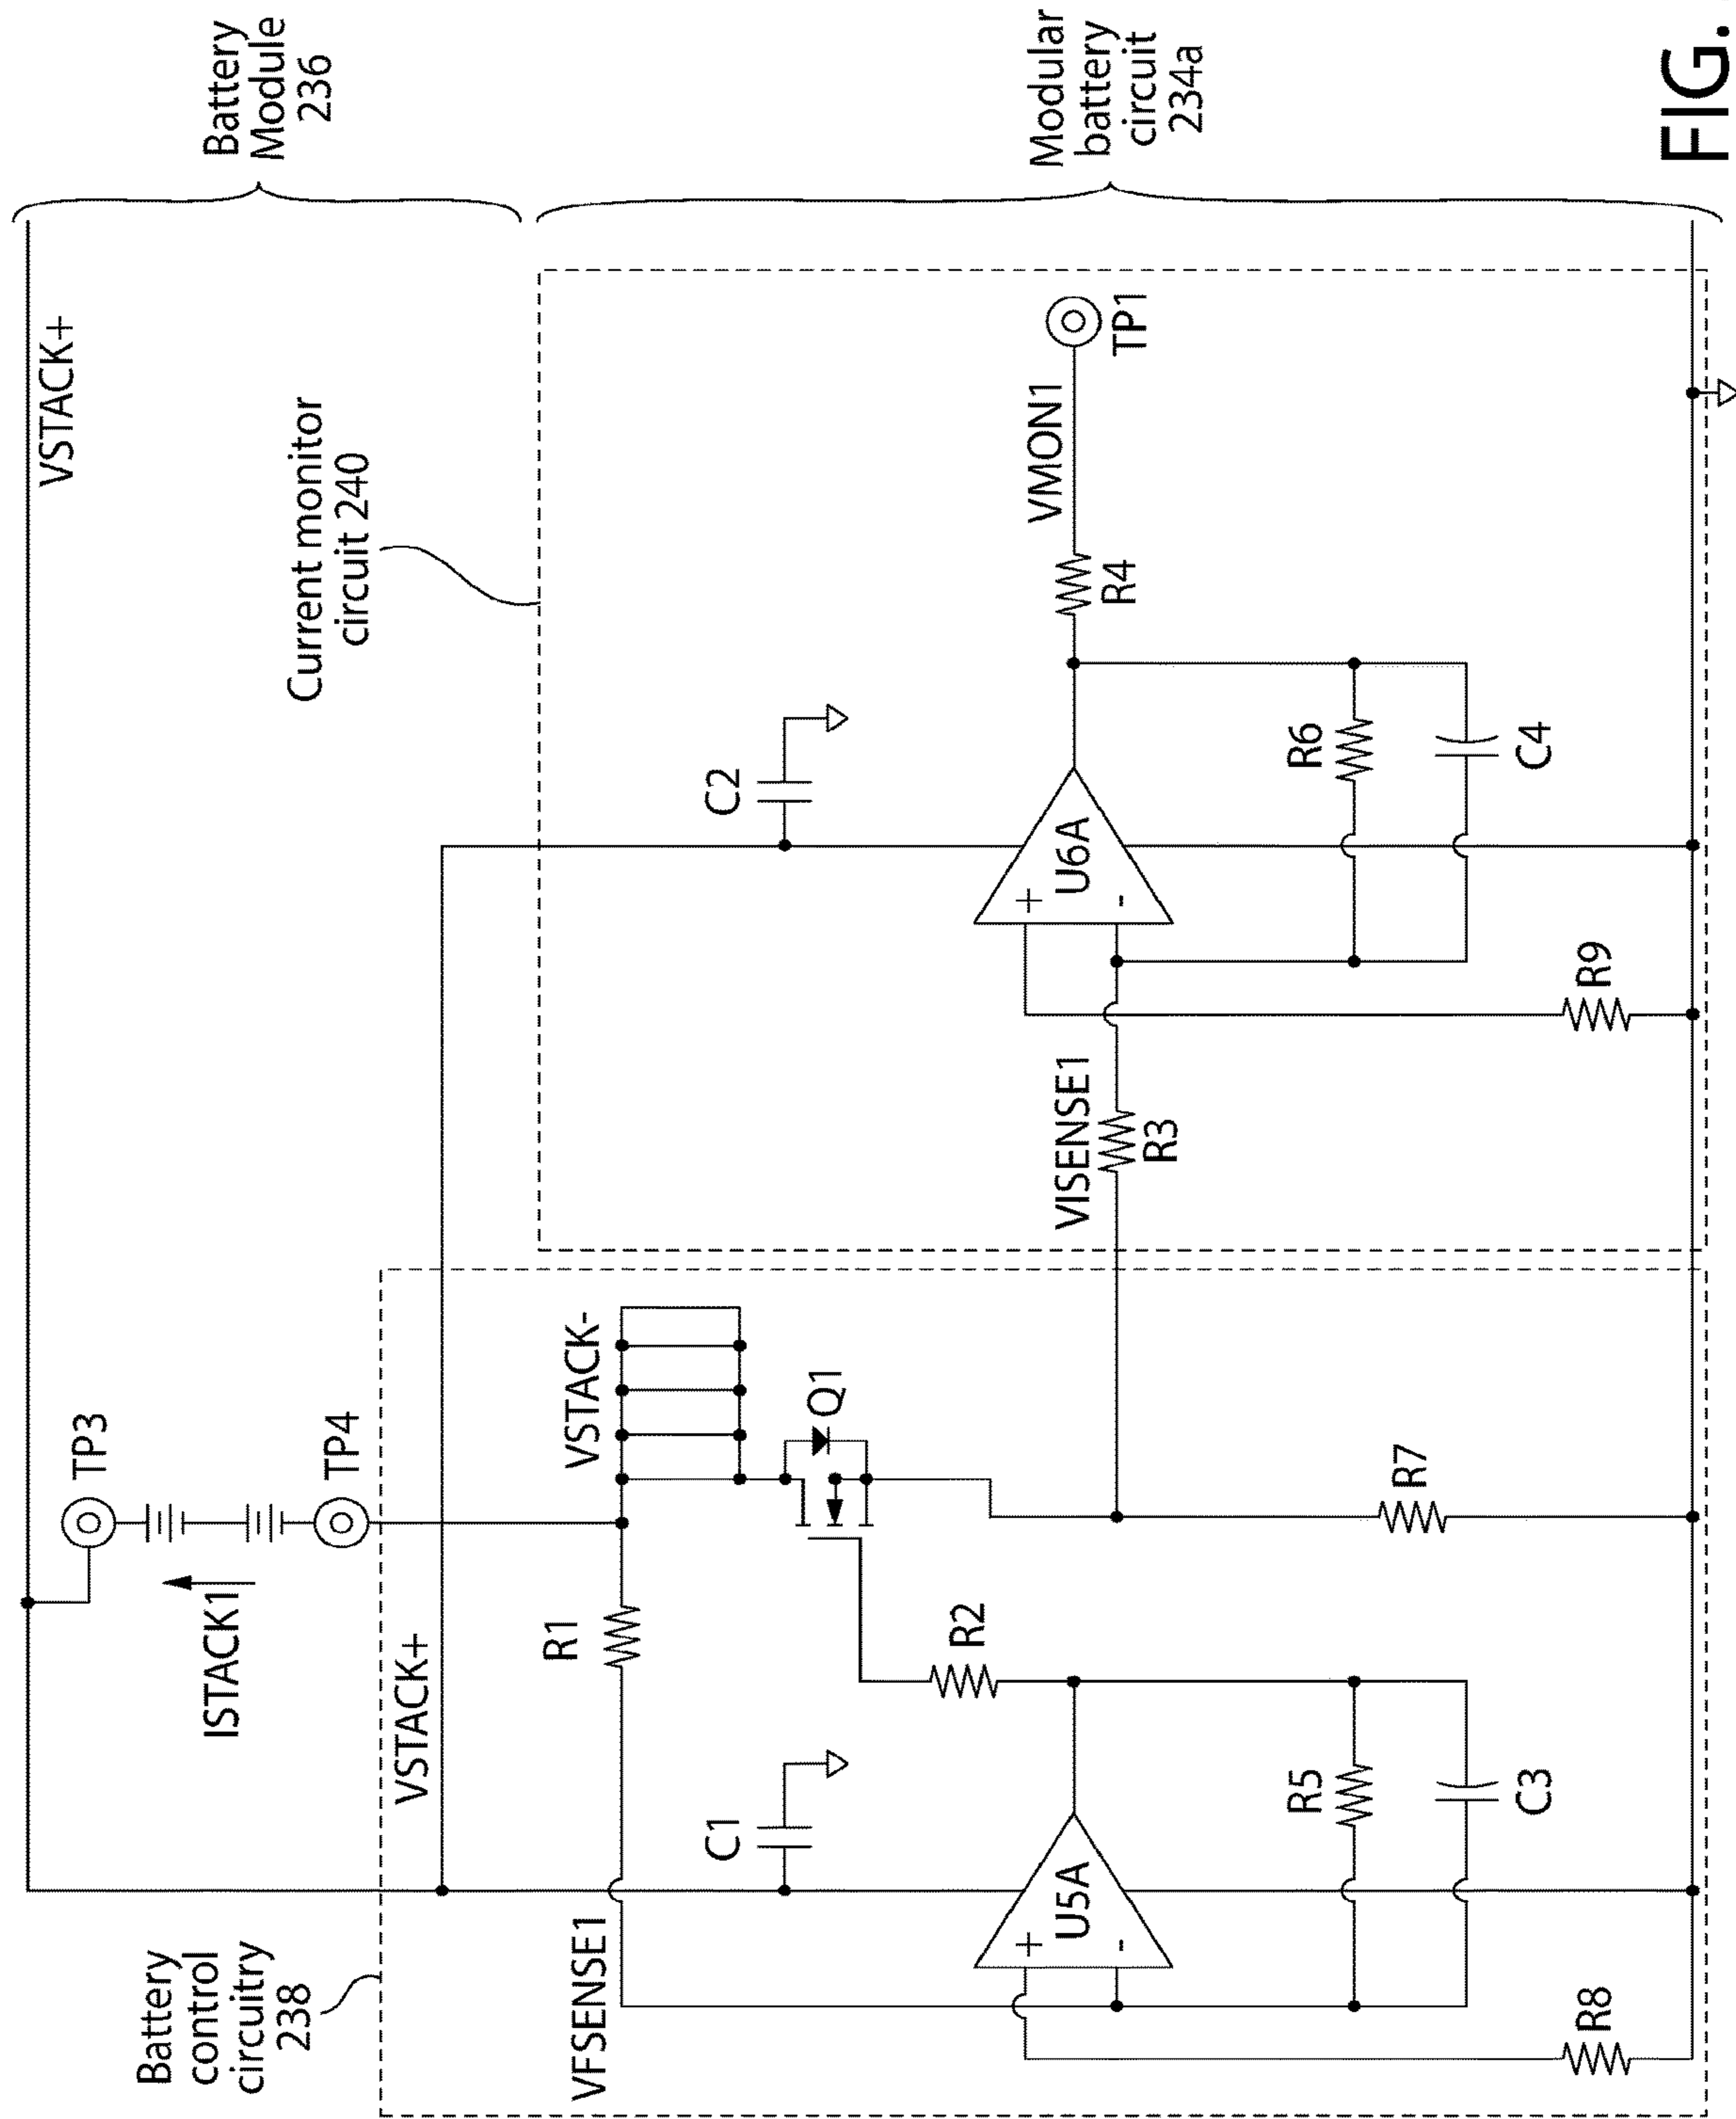 VSTACK+
Battery
Module
236
TP3
ISTACK1
TP4
Current monitor
circuit 240
Battery
control
circuitry
238
VSTACK+
VFSENSE1
R1
VSTACK-
C1
C2
Q1
Modular
battery
circuit
234a
R2
U5A
+
-
VISENSE1
R3
U6A
+
-
VMON1
R4
TP1
R5
C3
R7
R6
C4
R8
R9
FIG.